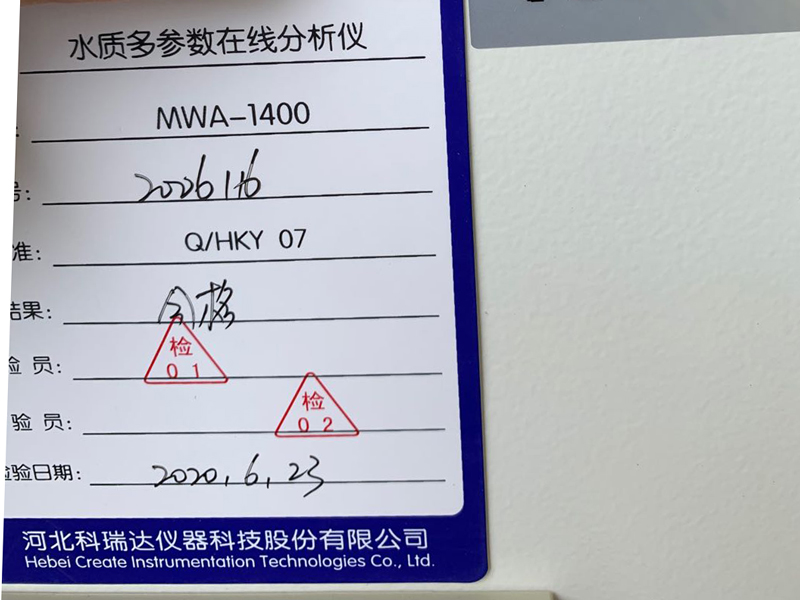 水质多参数在线分析仪
MWA-1400
号:
2026116
准:
Q/HKY 07
结果:
合格
验 员:
检
01
验 员:
检
02
检验日期:
2020.6.23
河北科瑞达仪器科技股份有限公司
Hebei Create Instrumentation Technologies Co., Ltd.